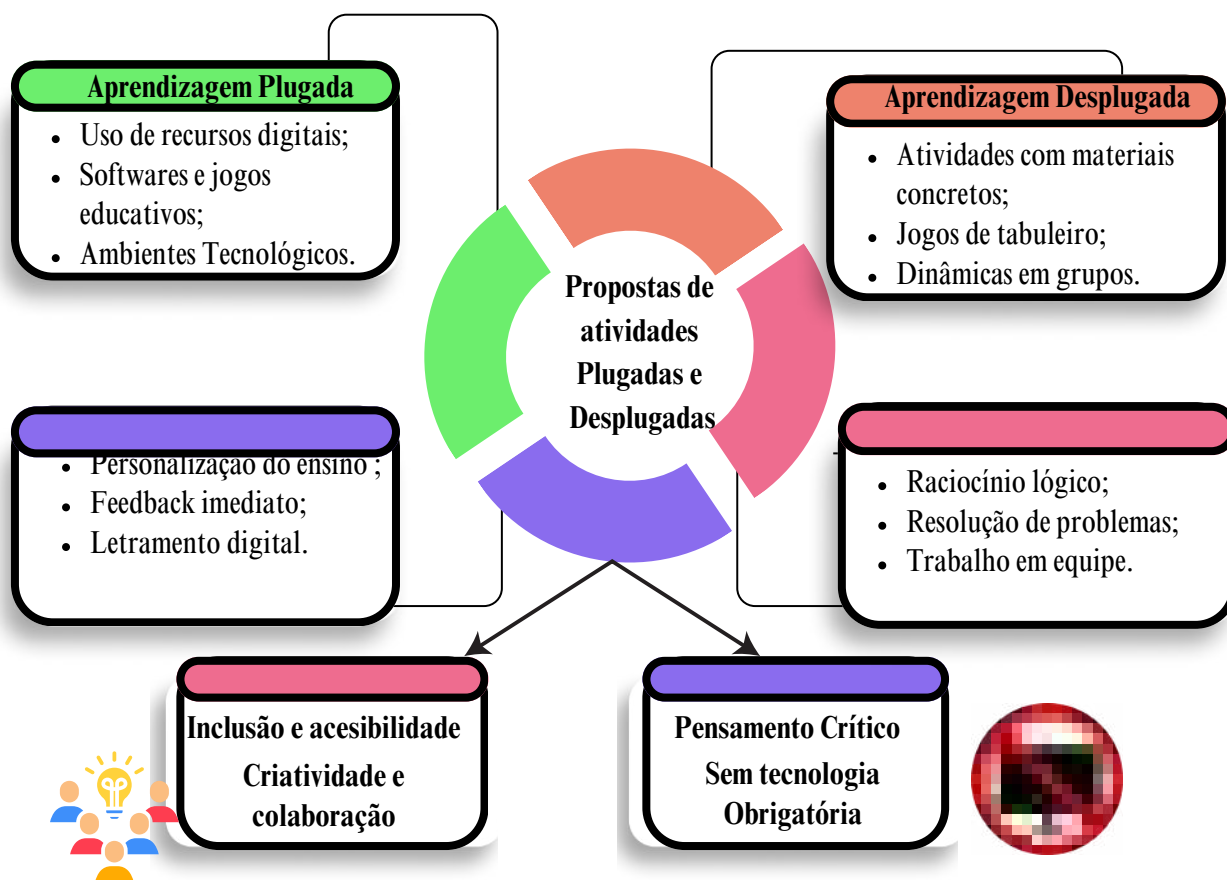 Aprendizagem Plugada
• Uso de recursos digitais;
• Softwares e jogos
educativos;
• Ambientes Tecnológicos.
Aprendizagem Desplugada
• Atividades com materiais
concretos;
• Jogos de tabuleiro;
• Dinâmicas em grupos.
Propostas de
atividades
Plugadas e
Desplugadas
• Personalização do ensino ;
• Feedback imediato;
• Letramento digital.
• Raciocínio lógico;
• Resolução de problemas;
• Trabalho em equipe.
Inclusão e acesibilidade
Criatividade e
colaboração
Pensamento Crítico
Sem tecnologia
Obrigatória